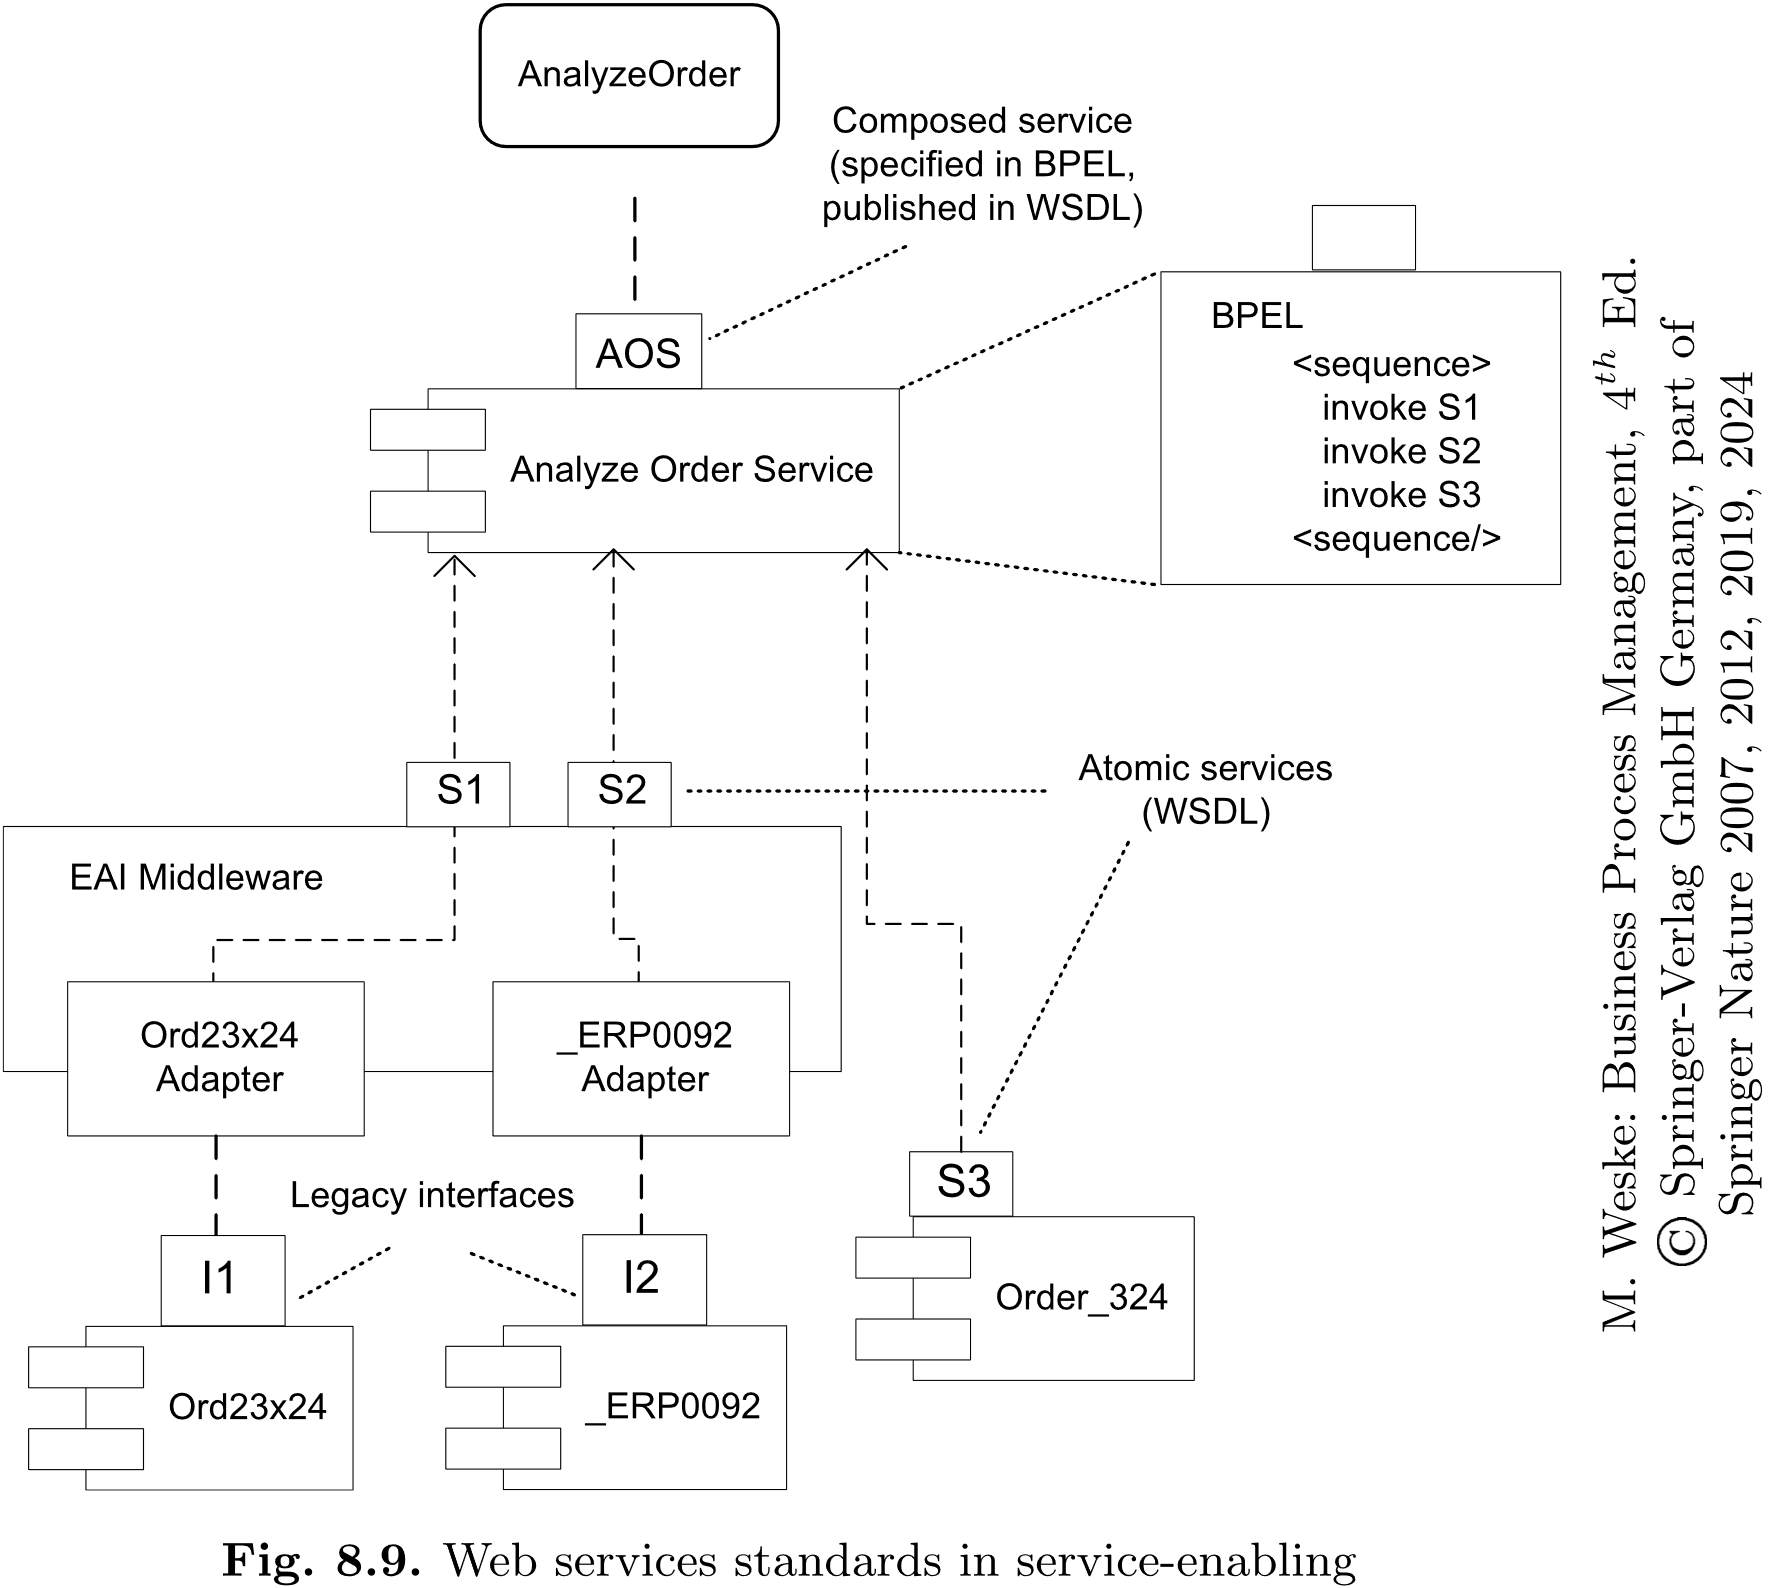 AnalyzeOrder
Composed service
(specified in BPEL,
published in WSDL)
AOS
Analyze Order Service
BPEL
<sequence>
invoke S1
invoke S2
invoke S3
<sequence/>
S1
S2
Atomic services
(WSDL)
EAI Middleware
Ord23x24
Adapter
_ERP0092
Adapter
Legacy interfaces
S3
I1
I2
Order_324
Ord23x24
_ERP0092
M. Weske: Business Process Management, 4th Ed.
© Springer-Verlag GmbH Germany, part of
Springer Nature 2007, 2012, 2019, 2024
Fig. 8.9. Web services standards in service-enabling